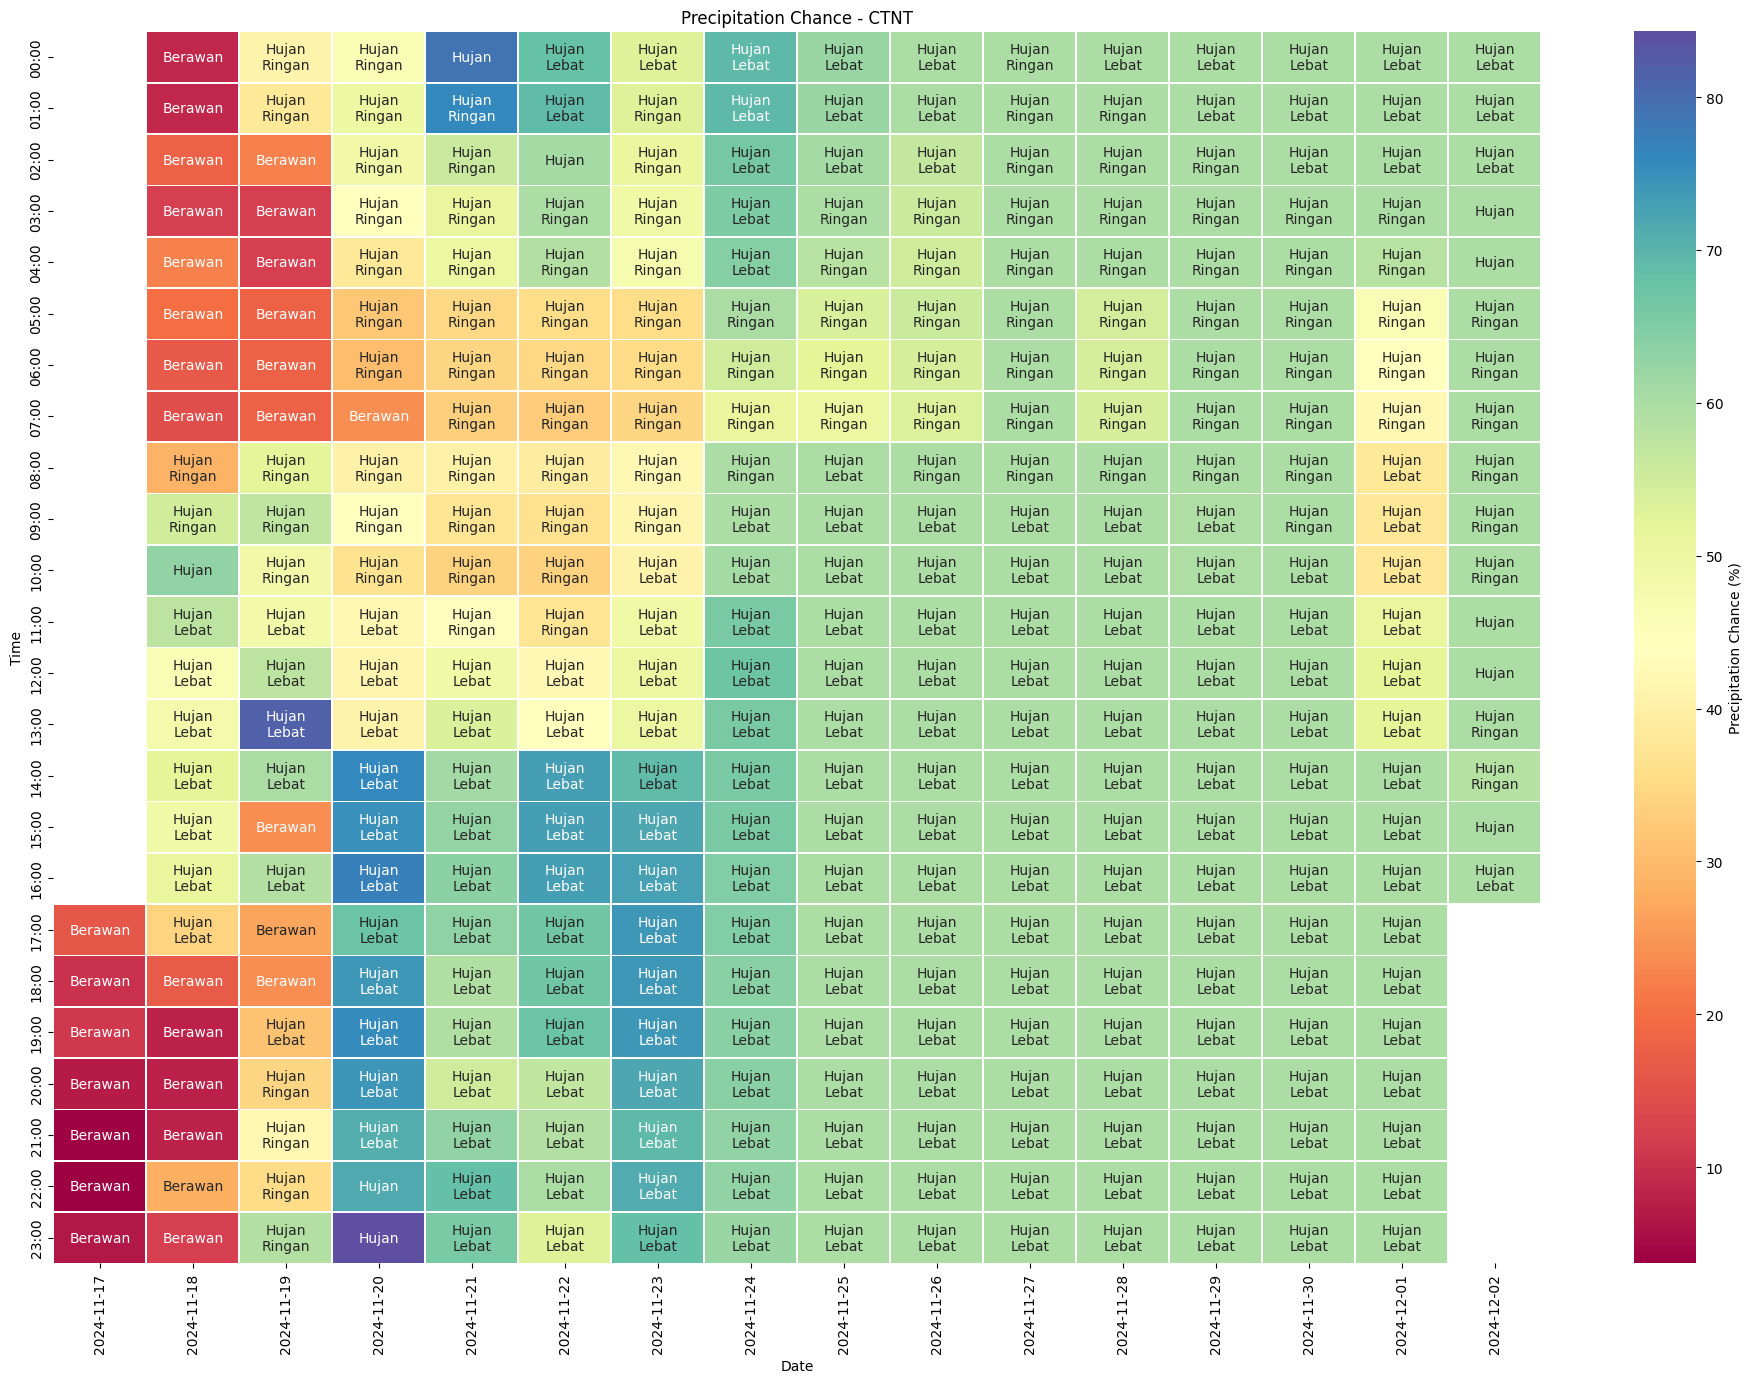 Precipitation Chance - CTNT
00:00 Berawan Hujan Ringan Hujan Ringan Hujan Hujan Lebat Hujan Lebat Hujan Lebat Hujan Lebat Hujan Lebat Hujan Ringan Hujan Lebat Hujan Lebat Hujan Lebat Hujan Lebat Hujan Lebat
01:00 Berawan Hujan Ringan Hujan Ringan Hujan Ringan Hujan Lebat Hujan Ringan Hujan Lebat Hujan Lebat Hujan Lebat Hujan Ringan Hujan Ringan Hujan Lebat Hujan Lebat Hujan Lebat Hujan Lebat
02:00 Berawan Berawan Hujan Ringan Hujan Ringan Hujan Hujan Ringan Hujan Lebat Hujan Lebat Hujan Lebat Hujan Ringan Hujan Ringan Hujan Ringan Hujan Lebat Hujan Lebat Hujan Lebat
03:00 Berawan Berawan Hujan Ringan Hujan Ringan Hujan Ringan Hujan Ringan Hujan Lebat Hujan Ringan Hujan Ringan Hujan Ringan Hujan Ringan Hujan Ringan Hujan Ringan Hujan Ringan Hujan
04:00 Berawan Berawan Hujan Ringan Hujan Ringan Hujan Ringan Hujan Ringan Hujan Lebat Hujan Ringan Hujan Ringan Hujan Ringan Hujan Ringan Hujan Ringan Hujan Ringan Hujan Ringan Hujan
05:00 Berawan Berawan Hujan Ringan Hujan Ringan Hujan Ringan Hujan Ringan Hujan Ringan Hujan Ringan Hujan Ringan Hujan Ringan Hujan Ringan Hujan Ringan Hujan Ringan Hujan Ringan Hujan Ringan
06:00 Berawan Berawan Hujan Ringan Hujan Ringan Hujan Ringan Hujan Ringan Hujan Ringan Hujan Ringan Hujan Ringan Hujan Ringan Hujan Ringan Hujan Ringan Hujan Ringan Hujan Ringan Hujan Ringan
07:00 Berawan Berawan Berawan Hujan Ringan Hujan Ringan Hujan Ringan Hujan Ringan Hujan Ringan Hujan Ringan Hujan Ringan Hujan Ringan Hujan Ringan Hujan Ringan Hujan Ringan Hujan Ringan
08:00 Hujan Ringan Hujan Ringan Hujan Ringan Hujan Ringan Hujan Ringan Hujan Ringan Hujan Ringan Hujan Lebat Hujan Ringan Hujan Ringan Hujan Ringan Hujan Ringan Hujan Ringan Hujan Lebat Hujan Ringan
09:00 Hujan Ringan Hujan Ringan Hujan Ringan Hujan Ringan Hujan Ringan Hujan Ringan Hujan Lebat Hujan Lebat Hujan Lebat Hujan Lebat Hujan Lebat Hujan Lebat Hujan Ringan Hujan Lebat Hujan Ringan
10:00 Hujan Hujan Ringan Hujan Ringan Hujan Ringan Hujan Ringan Hujan Lebat Hujan Lebat Hujan Lebat Hujan Lebat Hujan Lebat Hujan Lebat Hujan Lebat Hujan Lebat Hujan Lebat Hujan Ringan
11:00 Hujan Lebat Hujan Lebat Hujan Lebat Hujan Ringan Hujan Ringan Hujan Lebat Hujan Lebat Hujan Lebat Hujan Lebat Hujan Lebat Hujan Lebat Hujan Lebat Hujan Lebat Hujan Lebat Hujan
12:00 Hujan Lebat Hujan Lebat Hujan Lebat Hujan Lebat Hujan Lebat Hujan Lebat Hujan Lebat Hujan Lebat Hujan Lebat Hujan Lebat Hujan Lebat Hujan Lebat Hujan Lebat Hujan Lebat Hujan
13:00 Hujan Lebat Hujan Lebat Hujan Lebat Hujan Lebat Hujan Lebat Hujan Lebat Hujan Lebat Hujan Lebat Hujan Lebat Hujan Lebat Hujan Lebat Hujan Lebat Hujan Lebat Hujan Lebat Hujan Ringan
14:00 Hujan Lebat Hujan Lebat Hujan Lebat Hujan Lebat Hujan Lebat Hujan Lebat Hujan Lebat Hujan Lebat Hujan Lebat Hujan Lebat Hujan Lebat Hujan Lebat Hujan Lebat Hujan Lebat Hujan Ringan
15:00 Hujan Lebat Berawan Hujan Lebat Hujan Lebat Hujan Lebat Hujan Lebat Hujan Lebat Hujan Lebat Hujan Lebat Hujan Lebat Hujan Lebat Hujan Lebat Hujan Lebat Hujan Lebat Hujan
16:00 Hujan Lebat Hujan Lebat Hujan Lebat Hujan Lebat Hujan Lebat Hujan Lebat Hujan Lebat Hujan Lebat Hujan Lebat Hujan Lebat Hujan Lebat Hujan Lebat Hujan Lebat Hujan Lebat Hujan Lebat
17:00 Berawan Hujan Lebat Berawan Hujan Lebat Hujan Lebat Hujan Lebat Hujan Lebat Hujan Lebat Hujan Lebat Hujan Lebat Hujan Lebat Hujan Lebat Hujan Lebat Hujan Lebat Hujan Lebat
18:00 Berawan Berawan Berawan Hujan Lebat Hujan Lebat Hujan Lebat Hujan Lebat Hujan Lebat Hujan Lebat Hujan Lebat Hujan Lebat Hujan Lebat Hujan Lebat Hujan Lebat Hujan Lebat
19:00 Berawan Berawan Hujan Lebat Hujan Lebat Hujan Lebat Hujan Lebat Hujan Lebat Hujan Lebat Hujan Lebat Hujan Lebat Hujan Lebat Hujan Lebat Hujan Lebat Hujan Lebat Hujan Lebat
20:00 Berawan Berawan Hujan Ringan Hujan Lebat Hujan Lebat Hujan Lebat Hujan Lebat Hujan Lebat Hujan Lebat Hujan Lebat Hujan Lebat Hujan Lebat Hujan Lebat Hujan Lebat Hujan Lebat
21:00 Berawan Berawan Hujan Ringan Hujan Lebat Hujan Lebat Hujan Lebat Hujan Lebat Hujan Lebat Hujan Lebat Hujan Lebat Hujan Lebat Hujan Lebat Hujan Lebat Hujan Lebat Hujan Lebat
22:00 Berawan Berawan Hujan Ringan Hujan Hujan Lebat Hujan Lebat Hujan Lebat Hujan Lebat Hujan Lebat Hujan Lebat Hujan Lebat Hujan Lebat Hujan Lebat Hujan Lebat Hujan Lebat
23:00 Berawan Berawan Hujan Ringan Hujan Hujan Lebat Hujan Lebat Hujan Lebat Hujan Lebat Hujan Lebat Hujan Lebat Hujan Lebat Hujan Lebat Hujan Lebat Hujan Lebat Hujan Lebat
2024-11-17 2024-11-18 2024-11-19 2024-11-20 2024-11-21 2024-11-22 2024-11-23 2024-11-24 2024-11-25 2024-11-26 2024-11-27 2024-11-28 2024-11-29 2024-11-30 2024-12-01 2024-12-02
Time
Date
80
70
60
50
40
30
20
10
Precipitation Chance (%)